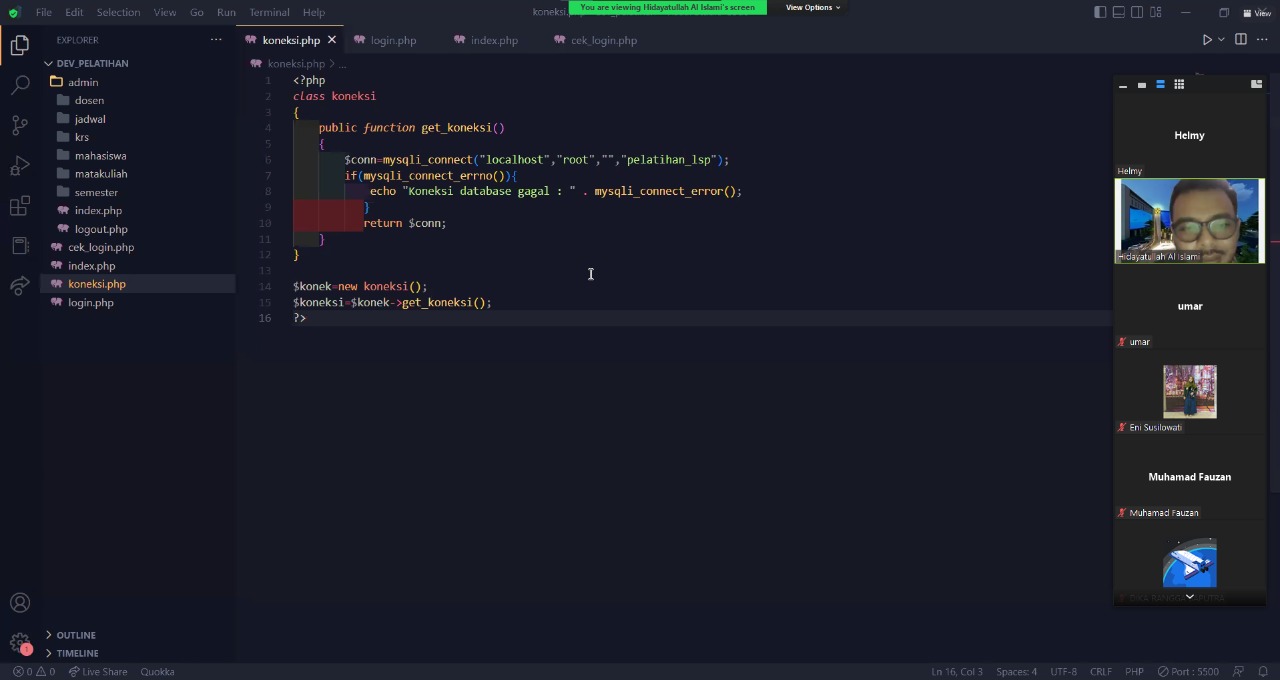 File Edit Selection View Go Run Terminal Help
You are viewing Hidayatullah Al Islami's screen
View Options
View
EXPLORER
DEV_PELATIHAN
admin
dosen
jadwal
krs
mahasiswa
matakuliah
semester
index.php
logout.php
cek_login.php
index.php
koneksi.php
login.php
OUTLINE
TIMELINE
koneksi.php login.php index.php cek_login.php
koneksi.php > ...
1 <?php
2 class koneksi
3 {
4 public function get_koneksi()
5 {
6 $conn=mysqli_connect("localhost","root","","pelatihan_lsp");
7 if(mysqli_connect_errno()){
8 echo "Koneksi database gagal : " . mysqli_connect_error();
9 }
10 return $conn;
11 }
12 }
13
14 $konek=new koneksi();
15 $koneksi=$konek->get_koneksi();
16 ?>
Helmy
Helmy
Hidayatullah Al Islami
umar
umar
Eni Susilowati
Muhamad Fauzan
Muhamad Fauzan
1
0 0 Live Share Quokka
Ln 16, Col 3 Spaces: 4 UTF-8 CRLF PHP Port : 5500